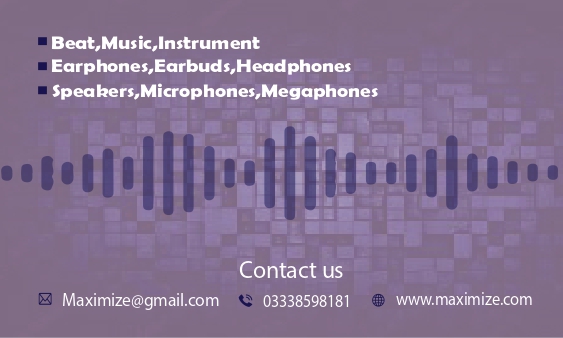 Beat,Music,Instrument
Earphones,Earbuds,Headphones
Speakers,Microphones,Megaphones
Contact us
Maximize@gmail.com 03338598181 www.maximize.com